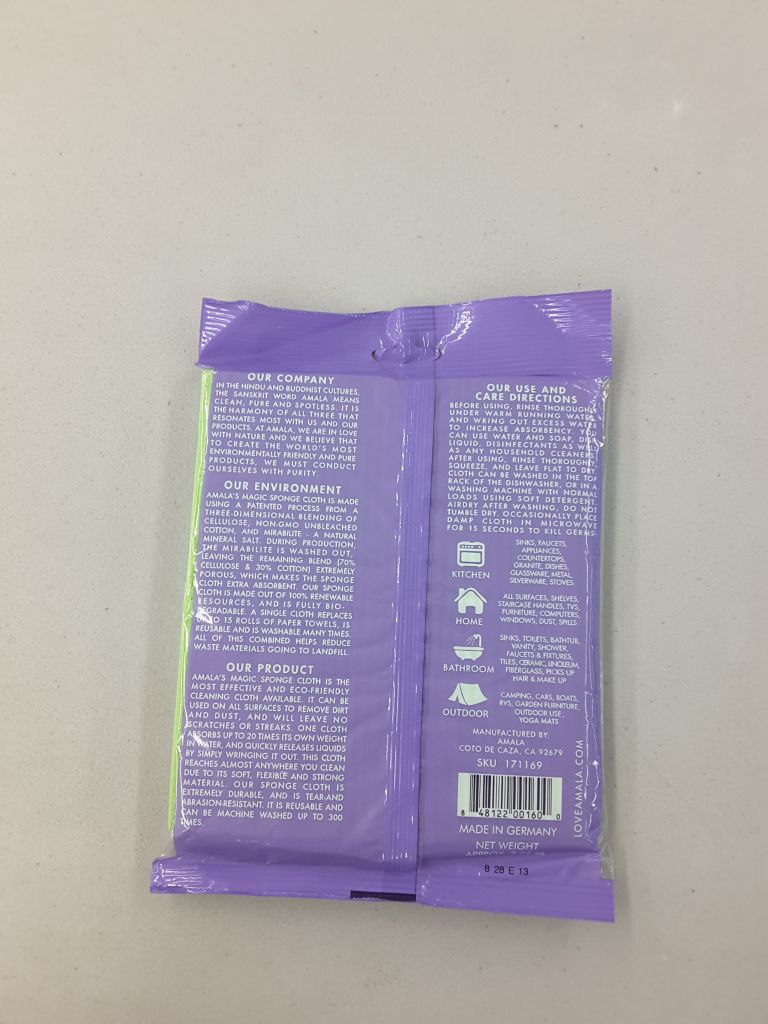 OUR COMPANY
IN THE HINDU AND BUDDHIST CULTURES,
THE SANSKRIT WORD AMALA MEANS
CLEAN, PURE AND SPOTLESS. IT IS
THE HARMONY OF ALL THREE THAT
RESONATES MOST WITH US AND OUR
PRODUCTS. AT AMALA, WE ARE IN LOVE
WITH NATURE AND WE BELIEVE THAT
TO CREATE THE WORLD'S MOST
ENVIRONMENTALLY FRIENDLY AND PURE
PRODUCTS, WE MUST CONDUCT
OURSELVES WITH PURITY.
OUR ENVIRONMENT
AMALA'S MAGIC SPONGE CLOTH IS MADE
USING A PATENTED PROCESS FROM A
THREE-DIMENSIONAL BLENDING OF
CELLULOSE, NON-GMO UNBLEACHED
COTTON, AND MIRABILITE - A NATURAL
MINERAL SALT. DURING PRODUCTION,
THE MIRABILITE IS WASHED OUT,
LEAVING THE REMAINING BLEND (70%
CELLULOSE & 30% COTTON) EXTREMELY
POROUS, WHICH MAKES THE SPONGE
CLOTH EXTRA ABSORBENT. OUR SPONGE
CLOTH IS MADE OUT OF 100% RENEWABLE
RESOURCES, AND IS FULLY BIO-
DEGRADABLE. A SINGLE CLOTH REPLACES
UP TO 15 ROLLS OF PAPER TOWELS, IS
REUSABLE AND IS WASHABLE MANY TIMES.
ALL OF THIS COMBINED HELPS REDUCE
WASTE MATERIALS GOING TO LANDFILL.
OUR PRODUCT
AMALA'S MAGIC SPONGE CLOTH IS THE
MOST EFFECTIVE AND ECO-FRIENDLY
CLEANING CLOTH AVAILABLE. IT CAN BE
USED ON ALL SURFACES TO REMOVE DIRT
AND DUST, AND WILL LEAVE NO
SCRATCHES OR STREAKS. ONE CLOTH
ABSORBS UP TO 20 TIMES ITS OWN WEIGHT
IN WATER, AND QUICKLY RELEASES LIQUIDS
BY SIMPLY WRINGING IT OUT. THIS CLOTH
REACHES ALMOST ANYWHERE YOU CLEAN
DUE TO ITS SOFT, FLEXIBLE AND STRONG
MATERIAL. OUR SPONGE CLOTH IS
EXTREMELY DURABLE, AND IS TEAR-AND
ABRASION-RESISTANT. IT IS REUSABLE AND
CAN BE MACHINE WASHED UP TO 300
TIMES.
OUR USE AND
CARE DIRECTIONS
BEFORE USING, RINSE THOROUGHLY
UNDER WARM RUNNING WATER
AND WRING OUT EXCESS WATER
TO INCREASE ABSORBENCY. YOU
CAN USE WATER AND SOAP, DISH
LIQUID, DISINFECTANTS AS WELL
AS ANY HOUSEHOLD CLEANERS.
AFTER USING, RINSE THOROUGHLY,
SQUEEZE, AND LEAVE FLAT TO DRY.
CLOTH CAN BE WASHED IN THE TOP
RACK OF THE DISHWASHER, OR IN A
WASHING MACHINE WITH NORMAL
LOADS USING SOFT DETERGENT.
AIRDRY AFTER WASHING, DO NOT
TUMBLE DRY. OCCASIONALLY PLACE
DAMP CLOTH IN MICROWAVE
FOR 15 SECONDS TO KILL GERMS.
KITCHEN
SINKS, FAUCETS,
APPLIANCES,
COUNTERTOPS,
GRANITE, DISHES,
GLASSWARE, METAL,
SILVERWARE, STOVES
HOME
ALL SURFACES, SHELVES,
STAIRCASE HANDLES, TVS,
FURNITURE, COMPUTERS,
WINDOWS, DUST, SPILLS
BATHROOM
SINKS, TOILETS, BATHTUB,
VANITY, SHOWER,
FAUCETS & FIXTURES,
TILES, CERAMIC, LINOLEUM,
FIBERGLASS, PICKS UP
HAIR & MAKE UP
OUTDOOR
CAMPING, CARS, BOATS,
RVS, GARDEN FURNITURE,
OUTDOOR USE,
YOGA MATS
MANUFACTURED BY:
AMALA
COTO DE CAZA, CA 92679
SKU 171169
8 48122 00160 0
LOVEAMALA.COM
MADE IN GERMANY
NET WEIGHT
8 28 E 13